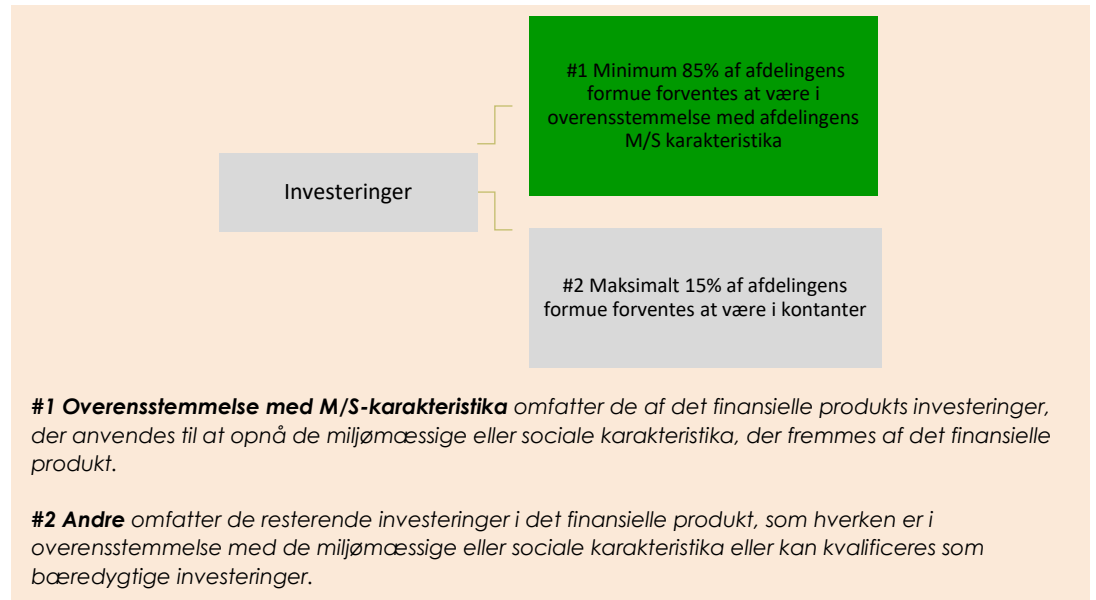 #1 Minimum 85% af afdelingens
formue forventes at være i
overensstemmelse med afdelingens
M/S karakteristika
Investeringer
#2 Maksimalt 15% af afdelingens
formue forventes at være i kontanter
#1 Overensstemmelse med M/S-karakteristika omfatter de af det finansielle produkts investeringer,
der anvendes til at opnå de miljømæssige eller sociale karakteristika, der fremmes af det finansielle
produkt.
#2 Andre omfatter de resterende investeringer i det finansielle produkt, som hverken er i
overensstemmelse med de miljømæssige eller sociale karakteristika eller kan kvalificeres som
bæredygtige investeringer.